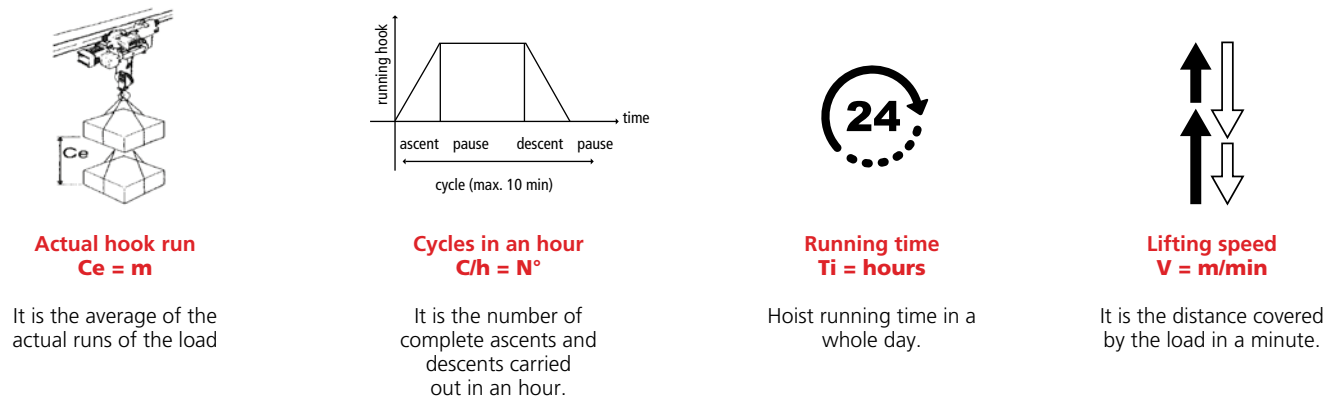 Ce
running hook
time
ascent pause descent pause
cycle (max. 10 min)
24
Actual hook run
Ce = m
It is the average of the
actual runs of the load
Cycles in an hour
C/h = N°
It is the number of
complete ascents and
descents carried
out in an hour.
Running time
Ti = hours
Hoist running time in a
whole day.
Lifting speed
V = m/min
It is the distance covered
by the load in a minute.